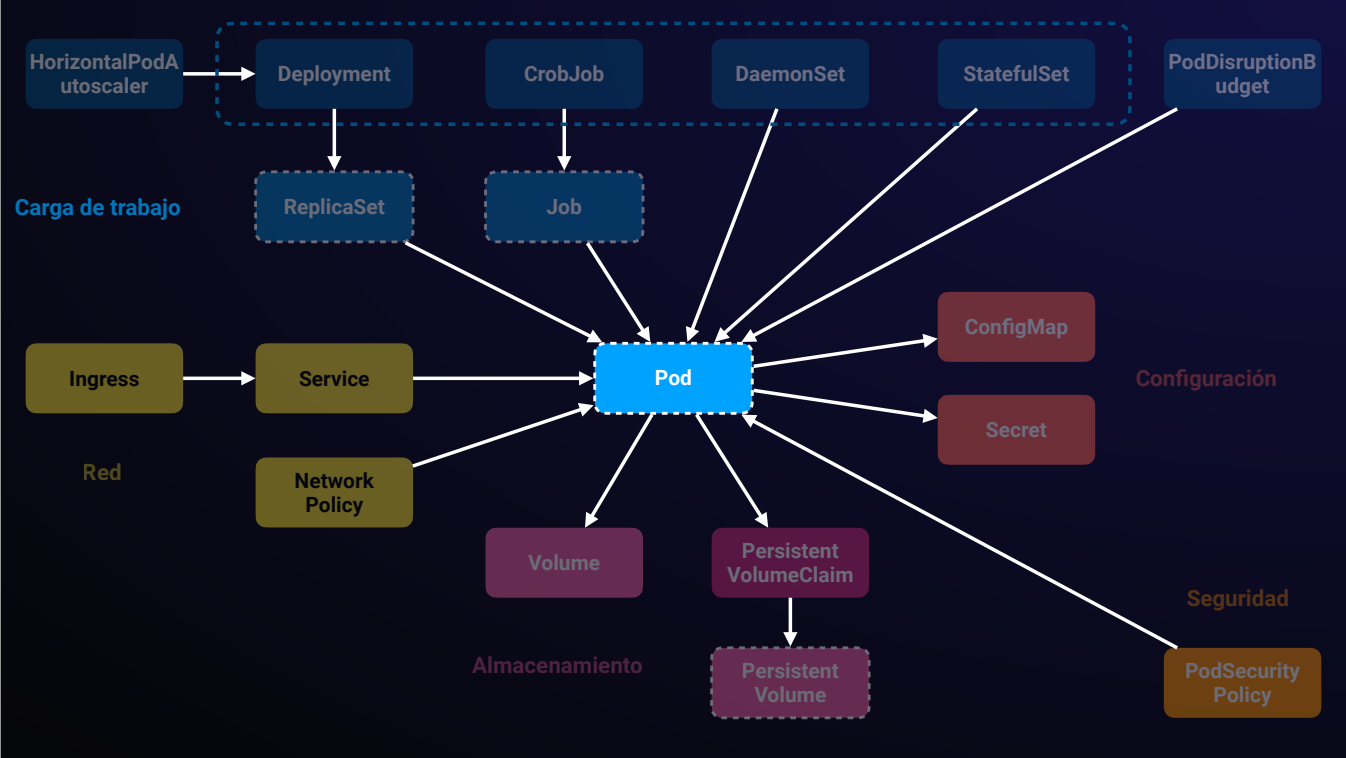 HorizontalPodA
utoscaler
Deployment
CrobJob
DaemonSet
StatefulSet
PodDisruptionB
udget
Carga de trabajo
ReplicaSet
Job
ConfigMap
Ingress
Service
Pod
Configuración
Secret
Red
Network
Policy
Volume
Persistent
VolumeClaim
Seguridad
Almacenamiento
Persistent
Volume
PodSecurity
Policy